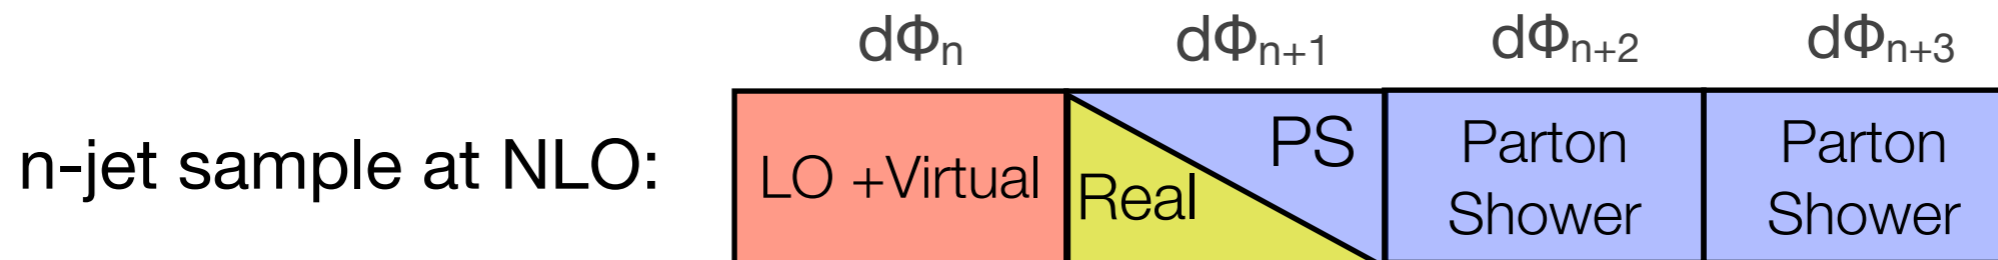 dΦn dΦn+1 dΦn+2 dΦn+3
n-jet sample at NLO: LO +Virtual Real PS Parton Shower Parton Shower